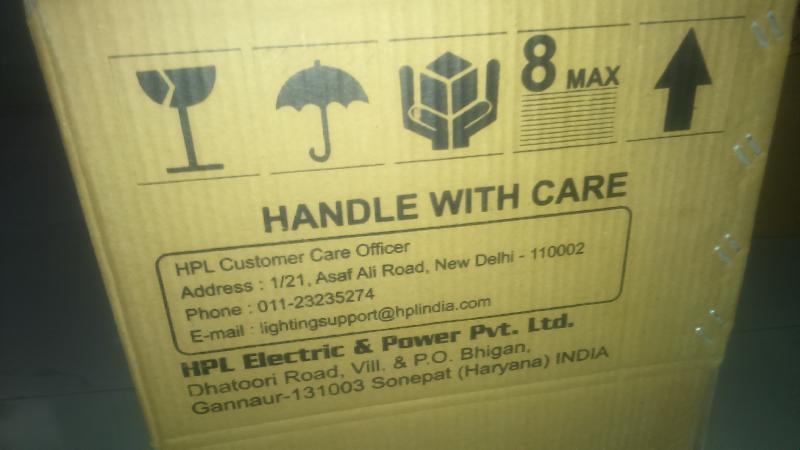 8 MAX
HANDLE WITH CARE
HPL Customer Care Officer
Address : 1/21, Asaf Ali Road, New Delhi - 110002
Phone : 011-23235274
E-mail : lightingsupport@hplindia.com
HPL Electric & Power Pvt. Ltd.
Dhatoori Road, Vill. & P.O. Bhigan,
Gannaur-131003 Sonepat (Haryana) INDIA